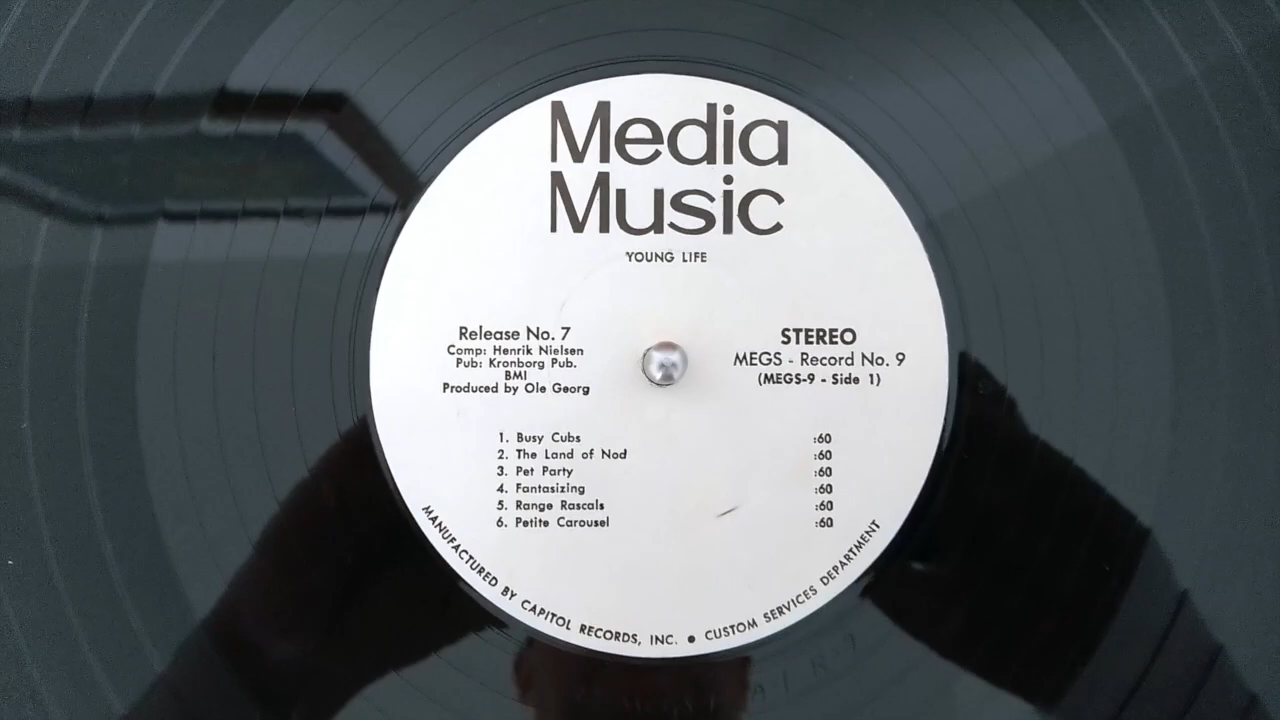 Media
Music
YOUNG LIFE
Release No. 7
Comp: Henrik Nielsen
Pub: Kronborg Pub.
BMI
Produced by Ole Georg
STEREO
MEGS - Record No. 9
(MEGS-9 - Side 1)
1. Busy Cubs :60
2. The Land of Nod :60
3. Pet Party :60
4. Fantasizing :60
5. Range Rascals :60
6. Petite Carousel :60
MANUFACTURED BY CAPITOL RECORDS, INC. ● CUSTOM SERVICES DEPARTMENT